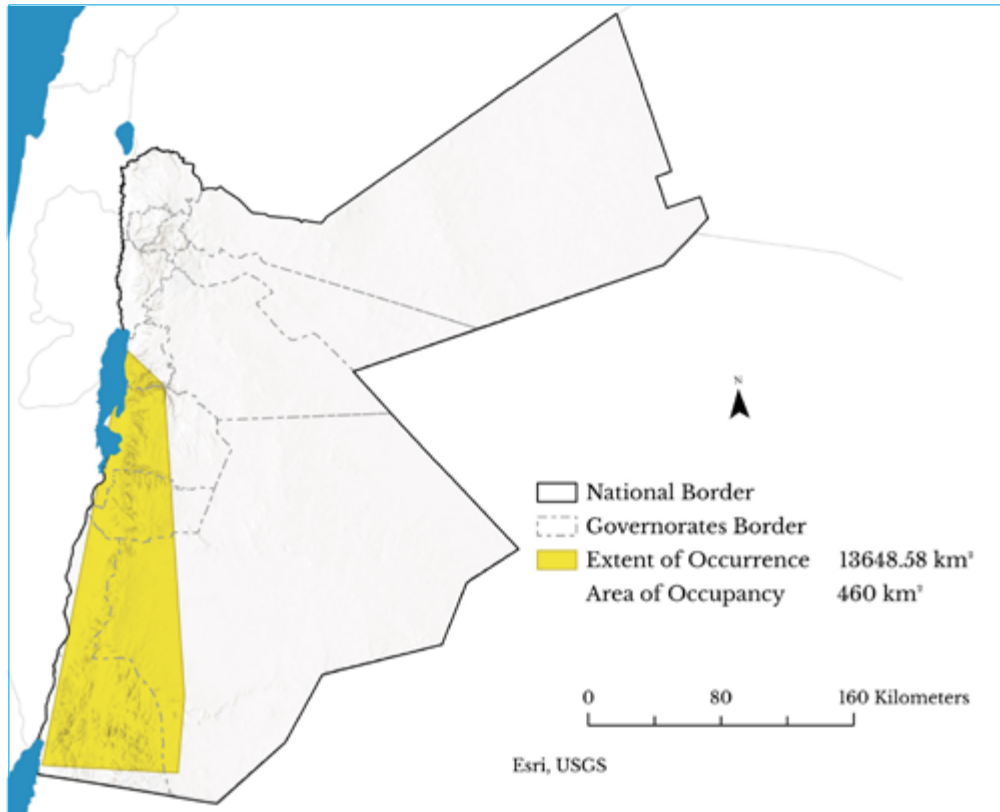 N
National Border
Governorates Border
Extent of Occurrence 13648.58 km²
Area of Occupancy 460 km²
0 80 160 Kilometers
Esri, USGS